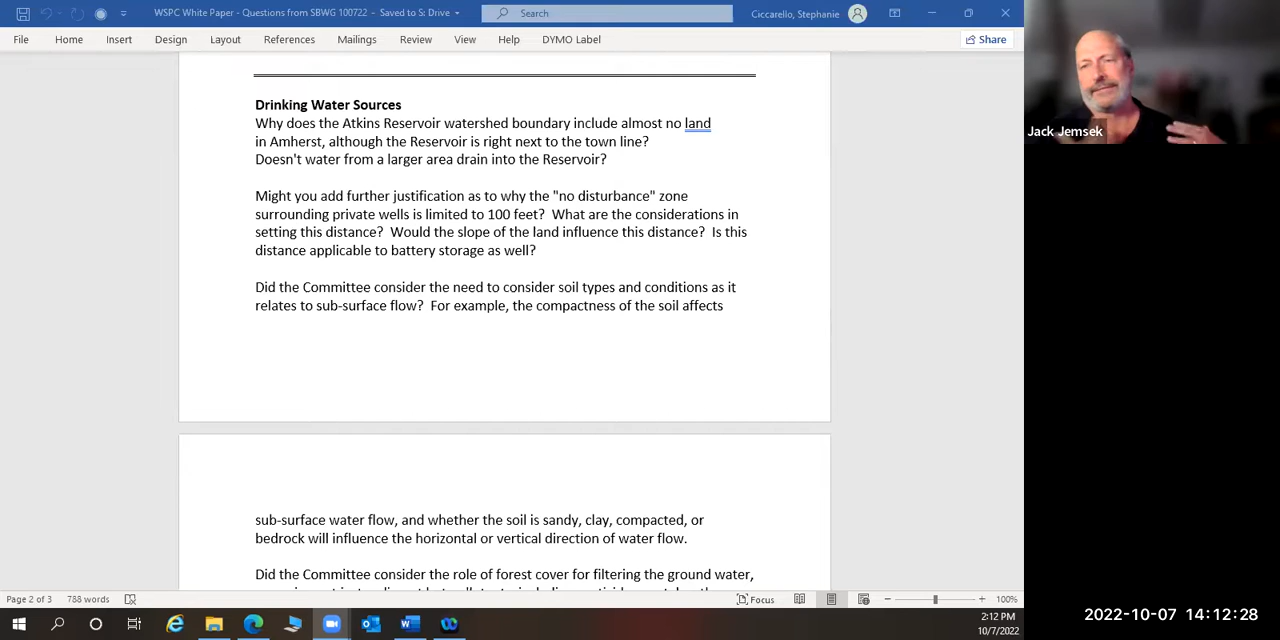 WSPC White Paper - Questions from SBWG 100722 - Saved to S: Drive
Search
Ciccarello, Stephanie
File Home Insert Design Layout References Mailings Review View Help DYMO Label
Share
Drinking Water Sources
Why does the Atkins Reservoir watershed boundary include almost no land
in Amherst, although the Reservoir is right next to the town line?
Doesn't water from a larger area drain into the Reservoir?
Might you add further justification as to why the "no disturbance" zone
surrounding private wells is limited to 100 feet? What are the considerations in
setting this distance? Would the slope of the land influence this distance? Is this
distance applicable to battery storage as well?
Did the Committee consider the need to consider soil types and conditions as it
relates to sub-surface flow? For example, the compactness of the soil affects
sub-surface water flow, and whether the soil is sandy, clay, compacted, or
bedrock will influence the horizontal or vertical direction of water flow.
Did the Committee consider the role of forest cover for filtering the ground water,
Page 2 of 3 788 words
Focus
100%
2:12 PM
10/7/2022
Jack Jemsek
2022-10-07 14:12:28